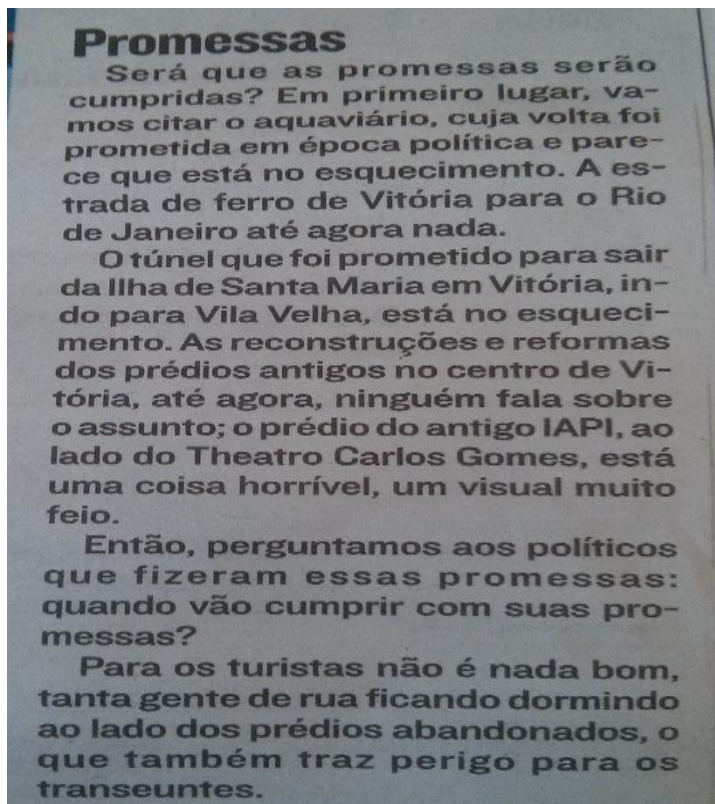 Promessas
Será que as promessas serão
cumpridas? Em primeiro lugar, va-
mos citar o aquaviário, cuja volta foi
prometida em época política e pare-
ce que está no esquecimento. A es-
trada de ferro de Vitória para o Rio
de Janeiro até agora nada.
O túnel que foi prometido para sair
da Ilha de Santa Maria em Vitória, in-
do para Vila Velha, está no esqueci-
mento. As reconstruções e reformas
dos prédios antigos no centro de Vi-
tória, até agora, ninguém fala sobre
o assunto; o prédio do antigo IAPI, ao
lado do Theatro Carlos Gomes, está
uma coisa horrível, um visual muito
feio.
Então, perguntamos aos políticos
que fizeram essas promessas:
quando vão cumprir com suas pro-
messas?
Para os turistas não é nada bom,
tanta gente de rua ficando dormindo
ao lado dos prédios abandonados, o
que também traz perigo para os
transeuntes.